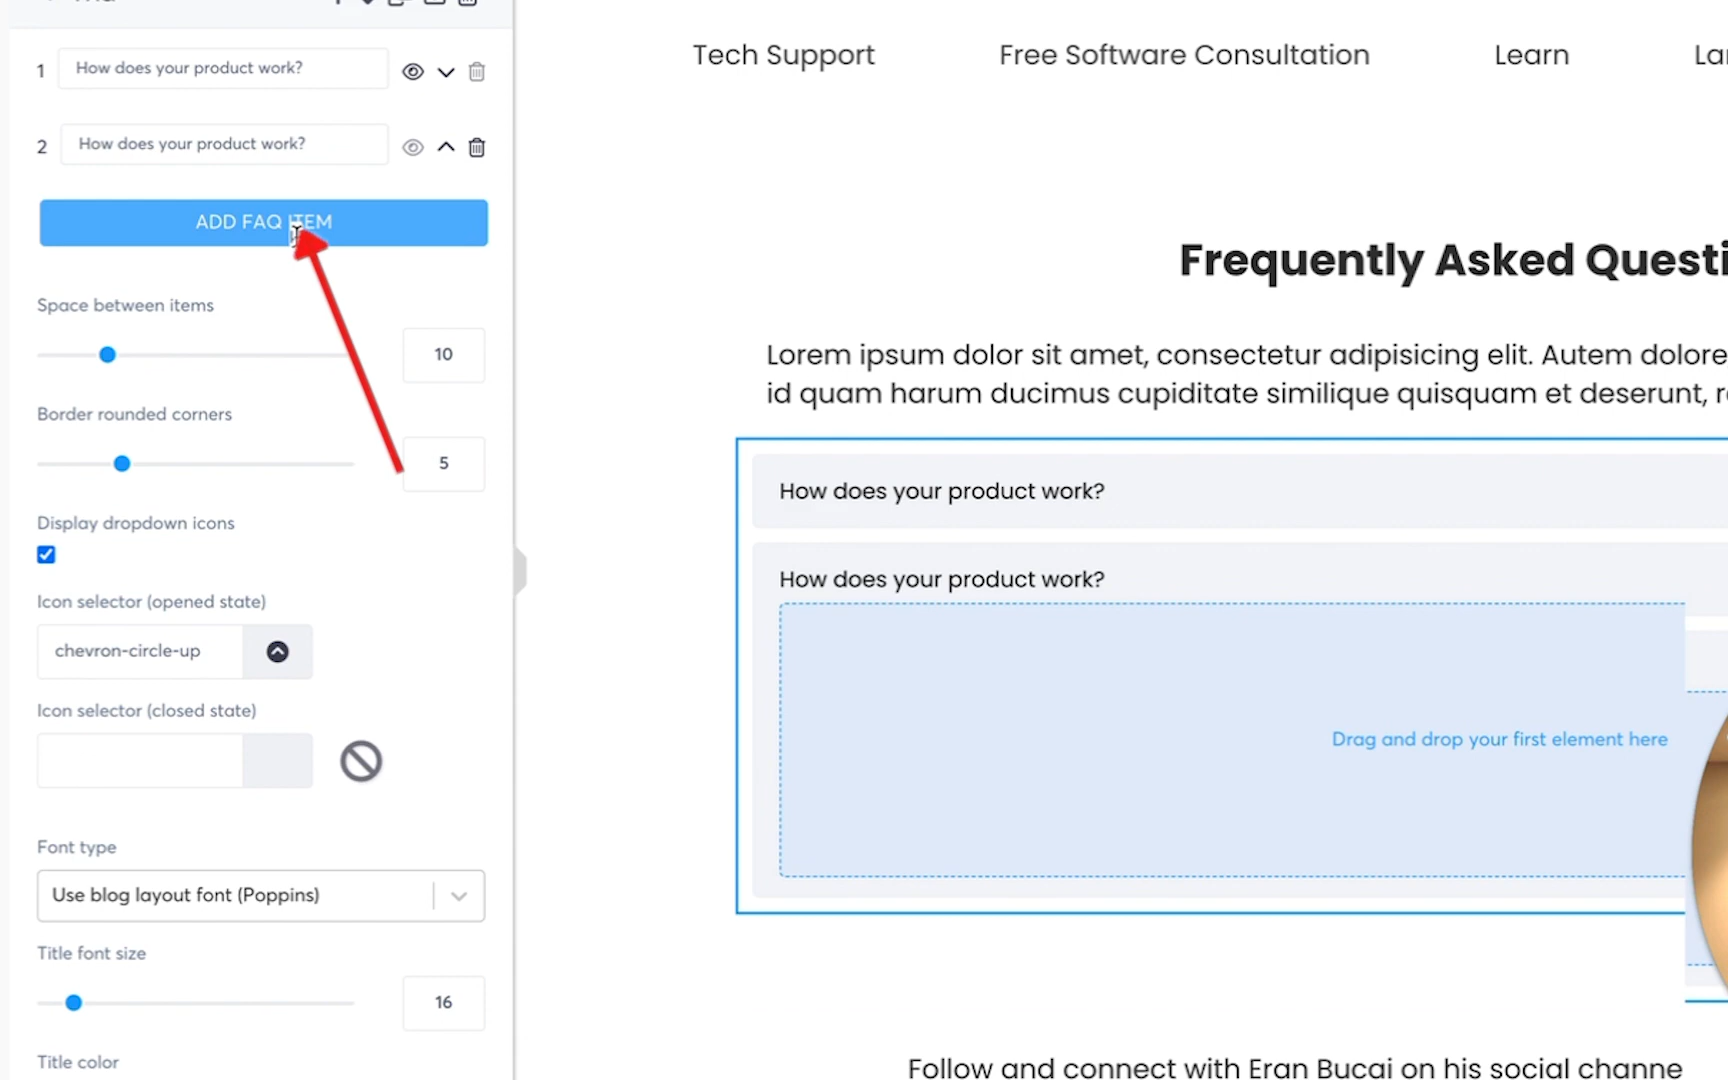 1 How does your product work?
2 How does your product work?
ADD FAQ ITEM
Space between items
10
Border rounded corners
5
Display dropdown icons
Icon selector (opened state)
chevron-circle-up
Icon selector (closed state)
Font type
Use blog layout font (Poppins)
Title font size
16
Title color
Tech Support Free Software Consultation Learn
Frequently Asked Questi
Lorem ipsum dolor sit amet, consectetur adipisicing elit. Autem dolore
id quam harum ducimus cupiditate similique quisquam et deserunt, r
How does your product work?
How does your product work?
Drag and drop your first element here
Follow and connect with Eran Bucai on his social channe